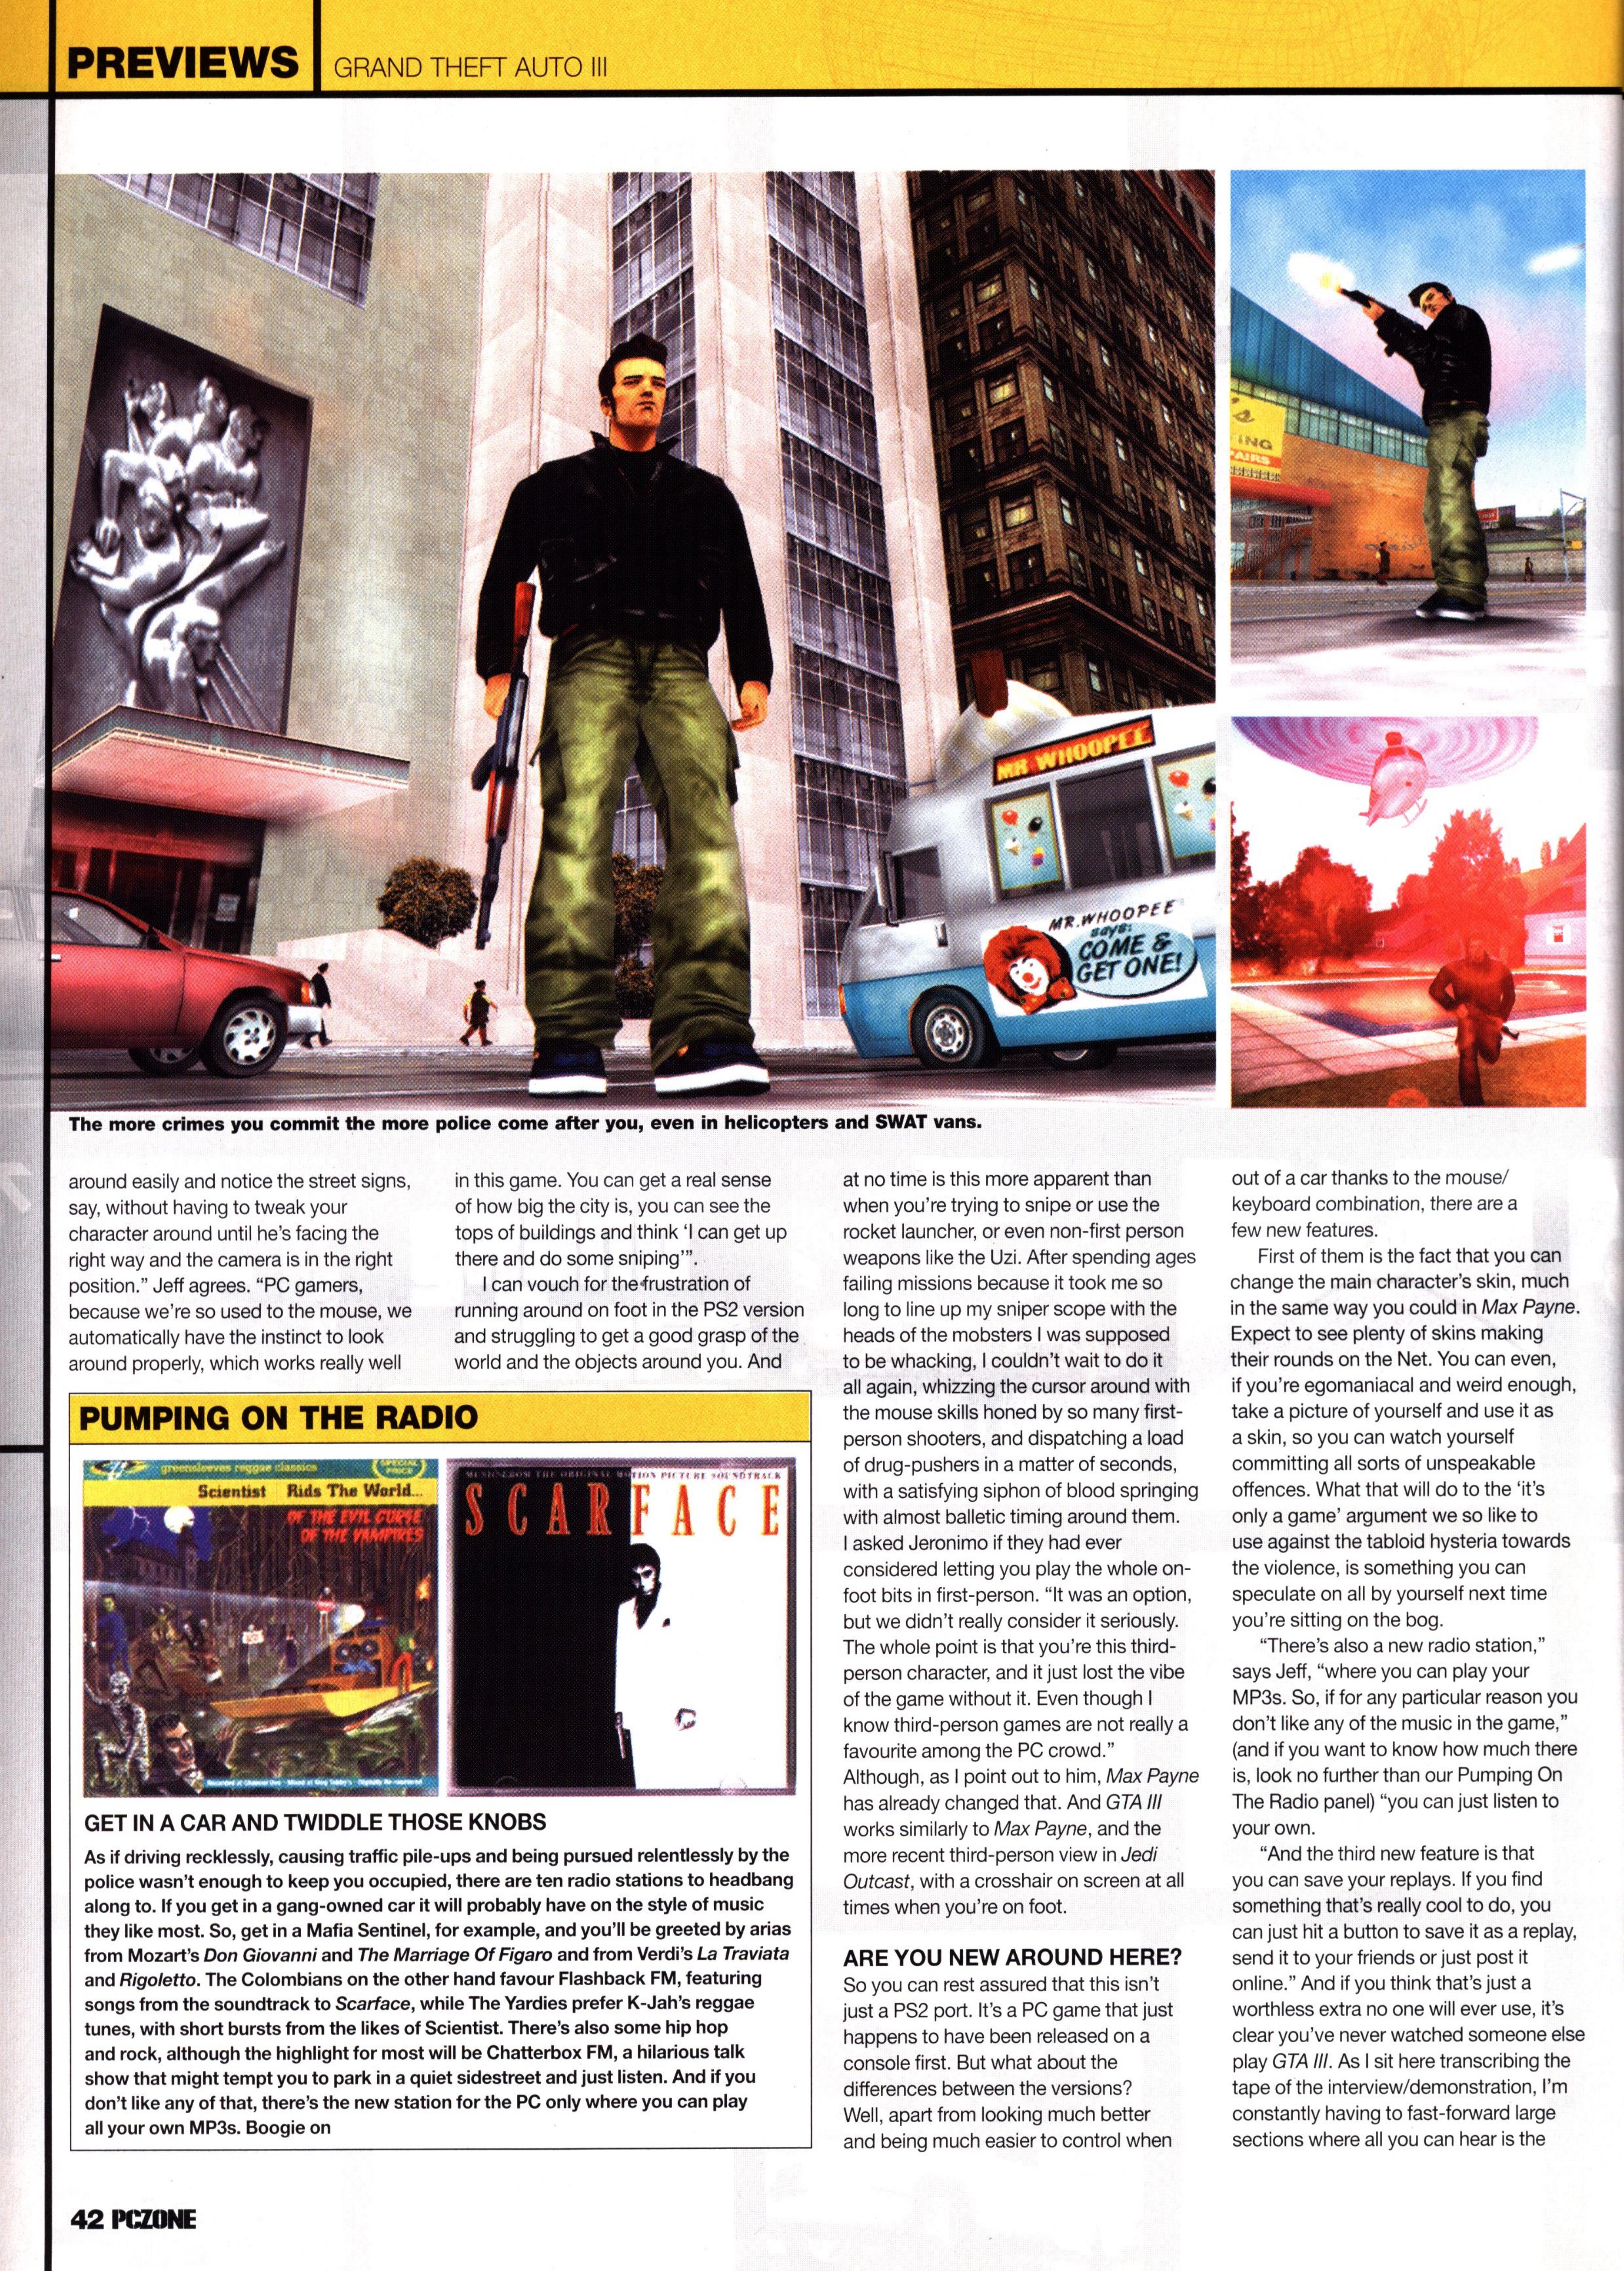 PREVIEWS
GRAND THEFT AUTO III
'S
ING
AIRS
MR WHOOPEE
MR.WHOOPEE
says:
COME &
GET ONE!
The more crimes you commit the more police come after you, even in helicopters and SWAT vans.
around easily and notice the street signs,
say, without having to tweak your
character around until he's facing the
right way and the camera is in the right
position.” Jeff agrees. “PC gamers,
because we're so used to the mouse, we
automatically have the instinct to look
around properly, which works really well
in this game. You can get a real sense
of how big the city is, you can see the
tops of buildings and think ‘I can get up
there and do some sniping’”.
I can vouch for the frustration of
running around on foot in the PS2 version
and struggling to get a good grasp of the
world and the objects around you. And
PUMPING ON THE RADIO
greensleeves reggae classics
SPECIAL
PRICE
Scientist Rids The World...
OF THE EVIL CURSE
OF THE VAMPIRES
Recorded at Channel One - Mixed at King Tubby's - Digitally Re-mastered
MUSIC FROM THE ORIGINAL MOTION PICTURE SOUNDTRACK
SCARFACE
GET IN A CAR AND TWIDDLE THOSE KNOBS
As if driving recklessly, causing traffic pile-ups and being pursued relentlessly by the
police wasn't enough to keep you occupied, there are ten radio stations to headbang
along to. If you get in a gang-owned car it will probably have on the style of music
they like most. So, get in a Mafia Sentinel, for example, and you'll be greeted by arias
from Mozart's Don Giovanni and The Marriage Of Figaro and from Verdi's La Traviata
and Rigoletto. The Colombians on the other hand favour Flashback FM, featuring
songs from the soundtrack to Scarface, while The Yardies prefer K-Jah's reggae
tunes, with short bursts from the likes of Scientist. There's also some hip hop
and rock, although the highlight for most will be Chatterbox FM, a hilarious talk
show that might tempt you to park in a quiet sidestreet and just listen. And if you
don't like any of that, there's the new station for the PC only where you can play
all your own MP3s. Boogie on
at no time is this more apparent than
when you're trying to snipe or use the
rocket launcher, or even non-first person
weapons like the Uzi. After spending ages
failing missions because it took me so
long to line up my sniper scope with the
heads of the mobsters I was supposed
to be whacking, I couldn't wait to do it
all again, whizzing the cursor around with
the mouse skills honed by so many first-
person shooters, and dispatching a load
of drug-pushers in a matter of seconds,
with a satisfying siphon of blood springing
with almost balletic timing around them.
I asked Jeronimo if they had ever
considered letting you play the whole on-
foot bits in first-person. “It was an option,
but we didn't really consider it seriously.
The whole point is that you're this third-
person character, and it just lost the vibe
of the game without it. Even though I
know third-person games are not really a
favourite among the PC crowd.”
Although, as I point out to him, Max Payne
has already changed that. And GTA III
works similarly to Max Payne, and the
more recent third-person view in Jedi
Outcast, with a crosshair on screen at all
times when you're on foot.
ARE YOU NEW AROUND HERE?
So you can rest assured that this isn't
just a PS2 port. It's a PC game that just
happens to have been released on a
console first. But what about the
differences between the versions?
Well, apart from looking much better
and being much easier to control when
out of a car thanks to the mouse/
keyboard combination, there are a
few new features.
First of them is the fact that you can
change the main character's skin, much
in the same way you could in Max Payne.
Expect to see plenty of skins making
their rounds on the Net. You can even,
if you're egomaniacal and weird enough,
take a picture of yourself and use it as
a skin, so you can watch yourself
committing all sorts of unspeakable
offences. What that will do to the ‘it's
only a game’ argument we so like to
use against the tabloid hysteria towards
the violence, is something you can
speculate on all by yourself next time
you're sitting on the bog.
“There's also a new radio station,”
says Jeff, “where you can play your
MP3s. So, if for any particular reason you
don't like any of the music in the game,”
(and if you want to know how much there
is, look no further than our Pumping On
The Radio panel) “you can just listen to
your own.
“And the third new feature is that
you can save your replays. If you find
something that's really cool to do, you
can just hit a button to save it as a replay,
send it to your friends or just post it
online.” And if you think that's just a
worthless extra no one will ever use, it's
clear you've never watched someone else
play GTA III. As I sit here transcribing the
tape of the interview/demonstration, I'm
constantly having to fast-forward large
sections where all you can hear is the
42 PCZONE